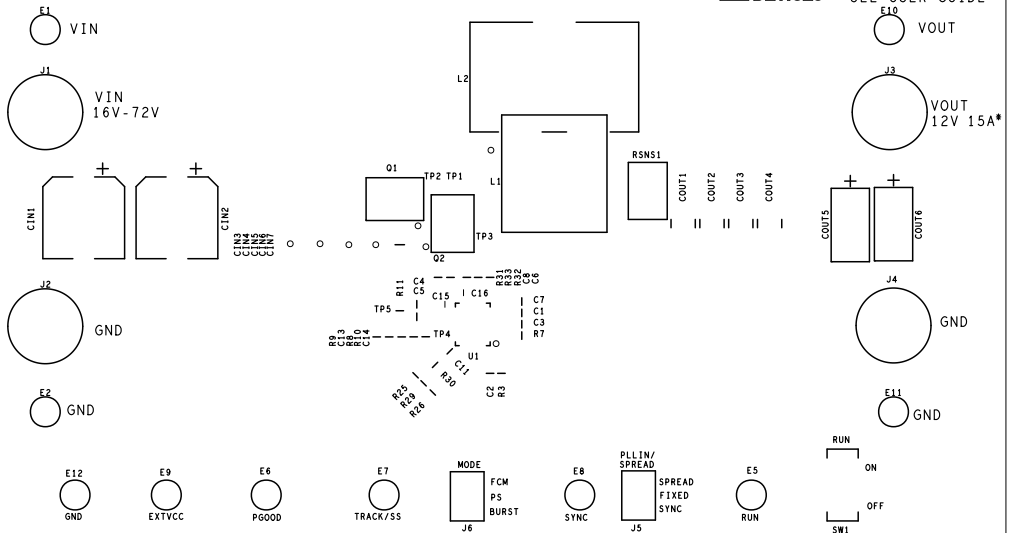 SEE USER GUIDE
E1
VIN
E10
VOUT
J1
VIN
16V-72V
L2
J3
VOUT
12V 15A*
+
+
CIN1
CIN2
CIN3
CIN4
CIN5
CIN6
CIN7
Q1
TP2 TP1
L1
TP3
Q2
RSNS1
COUT1
COUT2
COUT3
COUT4
+
+
COUT5
COUT6
J2
GND
R11
C4
C5
R31
R33
R32
C8
C6
C15
C16
TP5
C7
C1
C3
R7
R9
C13
R8
R10
C14
TP4
U1
C11
R30
R25
R29
R26
C2
R3
J4
GND
E2
GND
E11
GND
E12
GND
E9
EXTVCC
E6
PGOOD
E7
TRACK/SS
MODE
FCM
PS
BURST
J6
E8
SYNC
PLLIN/
SPREAD
SPREAD
FIXED
SYNC
J5
E5
RUN
RUN
ON
OFF
SW1